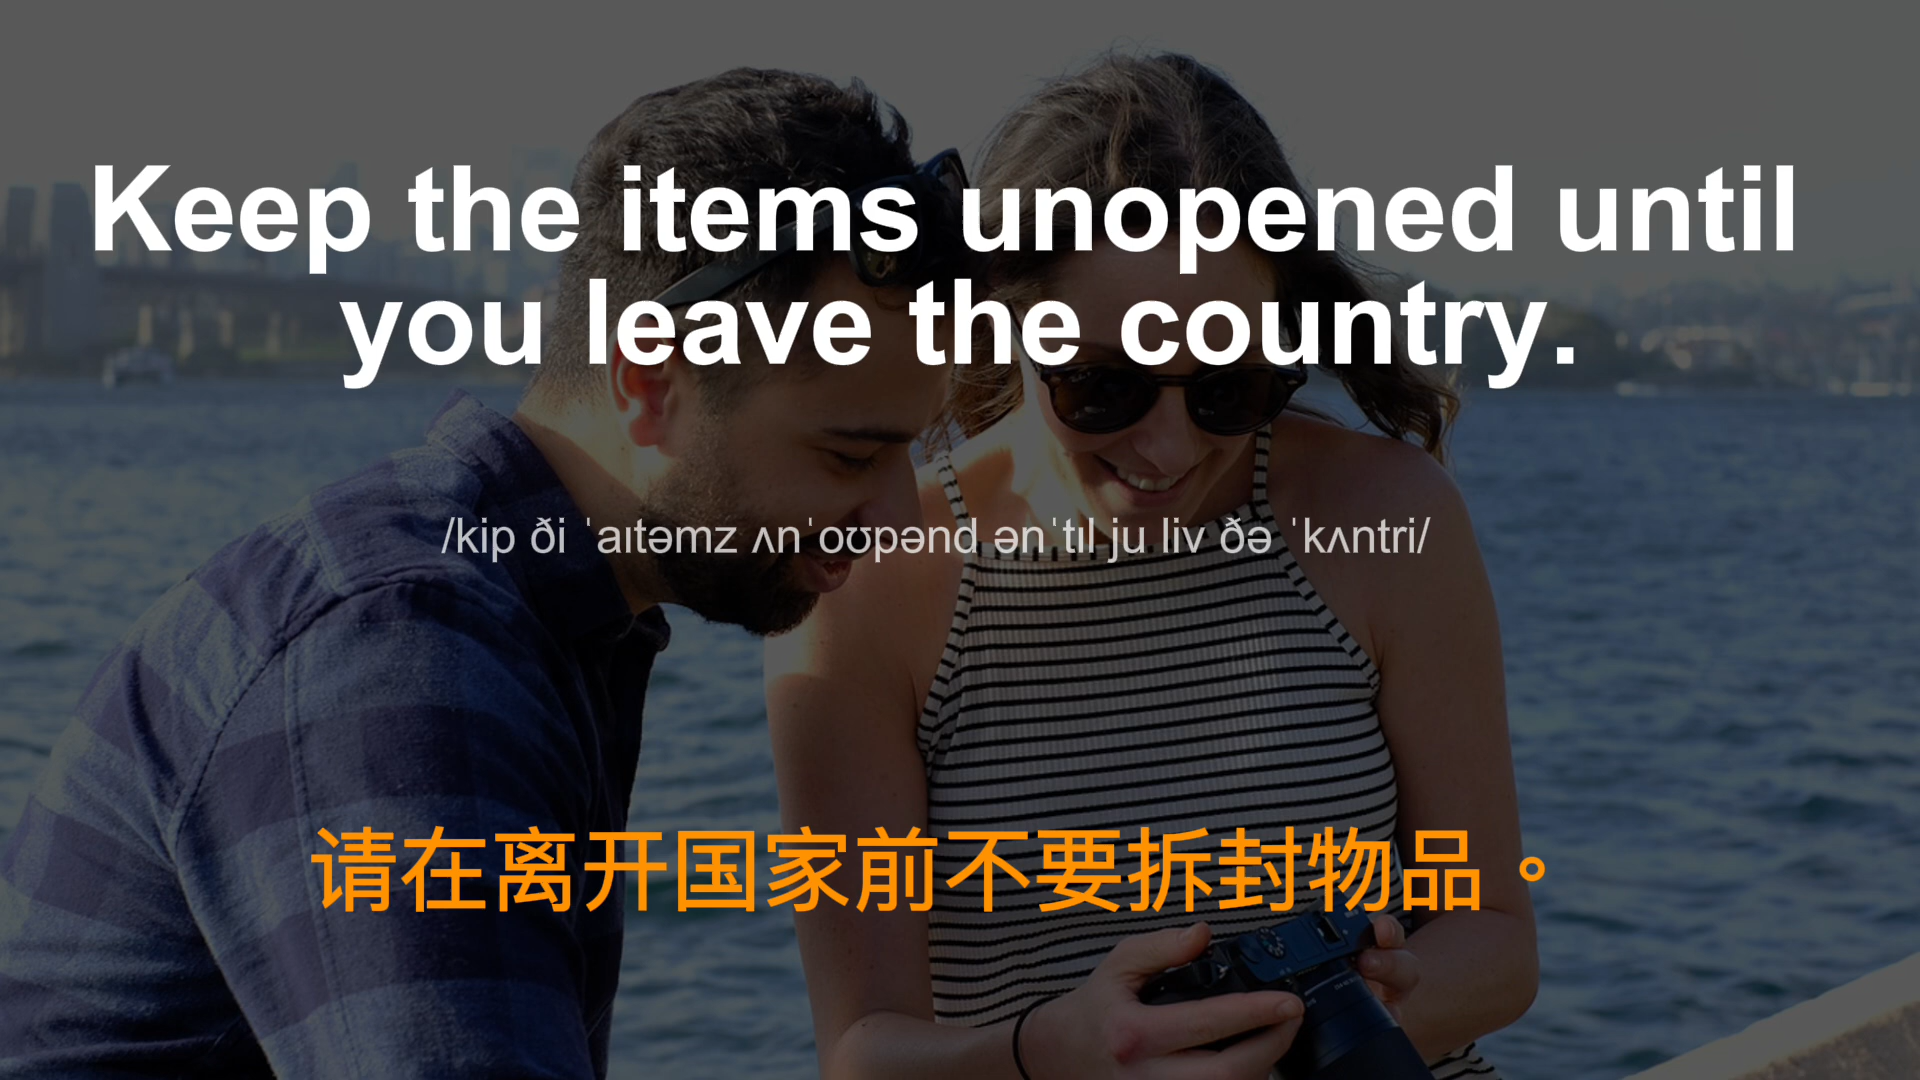 Keep the items unopened until
you leave the country.
/kip ði ˈaɪtəmz ʌnˈoʊpənd ənˈtɪl ju liv ðə ˈkʌntri/
请在离开国家前不要拆封物品。